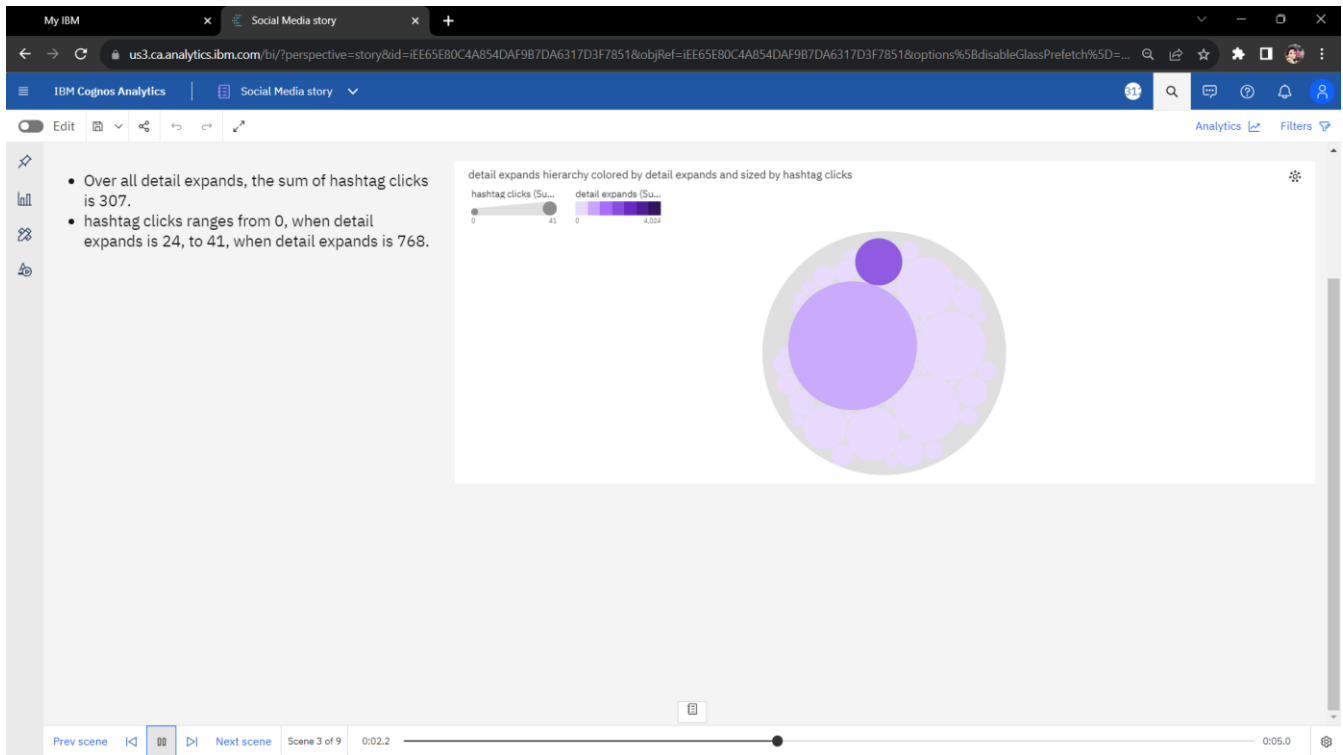 My IBM
Social Media story
us3.ca.analytics.ibm.com/bi/?perspective=story&id=iEE65E80C4A854DAF9B7DA6317D3F7851&objRef=iEE65E80C4A854DAF9B7DA6317D3F7851&options%5BdisableGlassPrefetch%5D=...
IBM Cognos Analytics
Social Media story
Edit
Analytics
Filters
• Over all detail expands, the sum of hashtag clicks
is 307.
• hashtag clicks ranges from 0, when detail
expands is 24, to 41, when detail expands is 768.
detail expands hierarchy colored by detail expands and sized by hashtag clicks
hashtag clicks (Su...
detail expands (Su...
0 41
0 4,024
Prev scene
Next scene
Scene 3 of 9
0:02.2
0:05.0